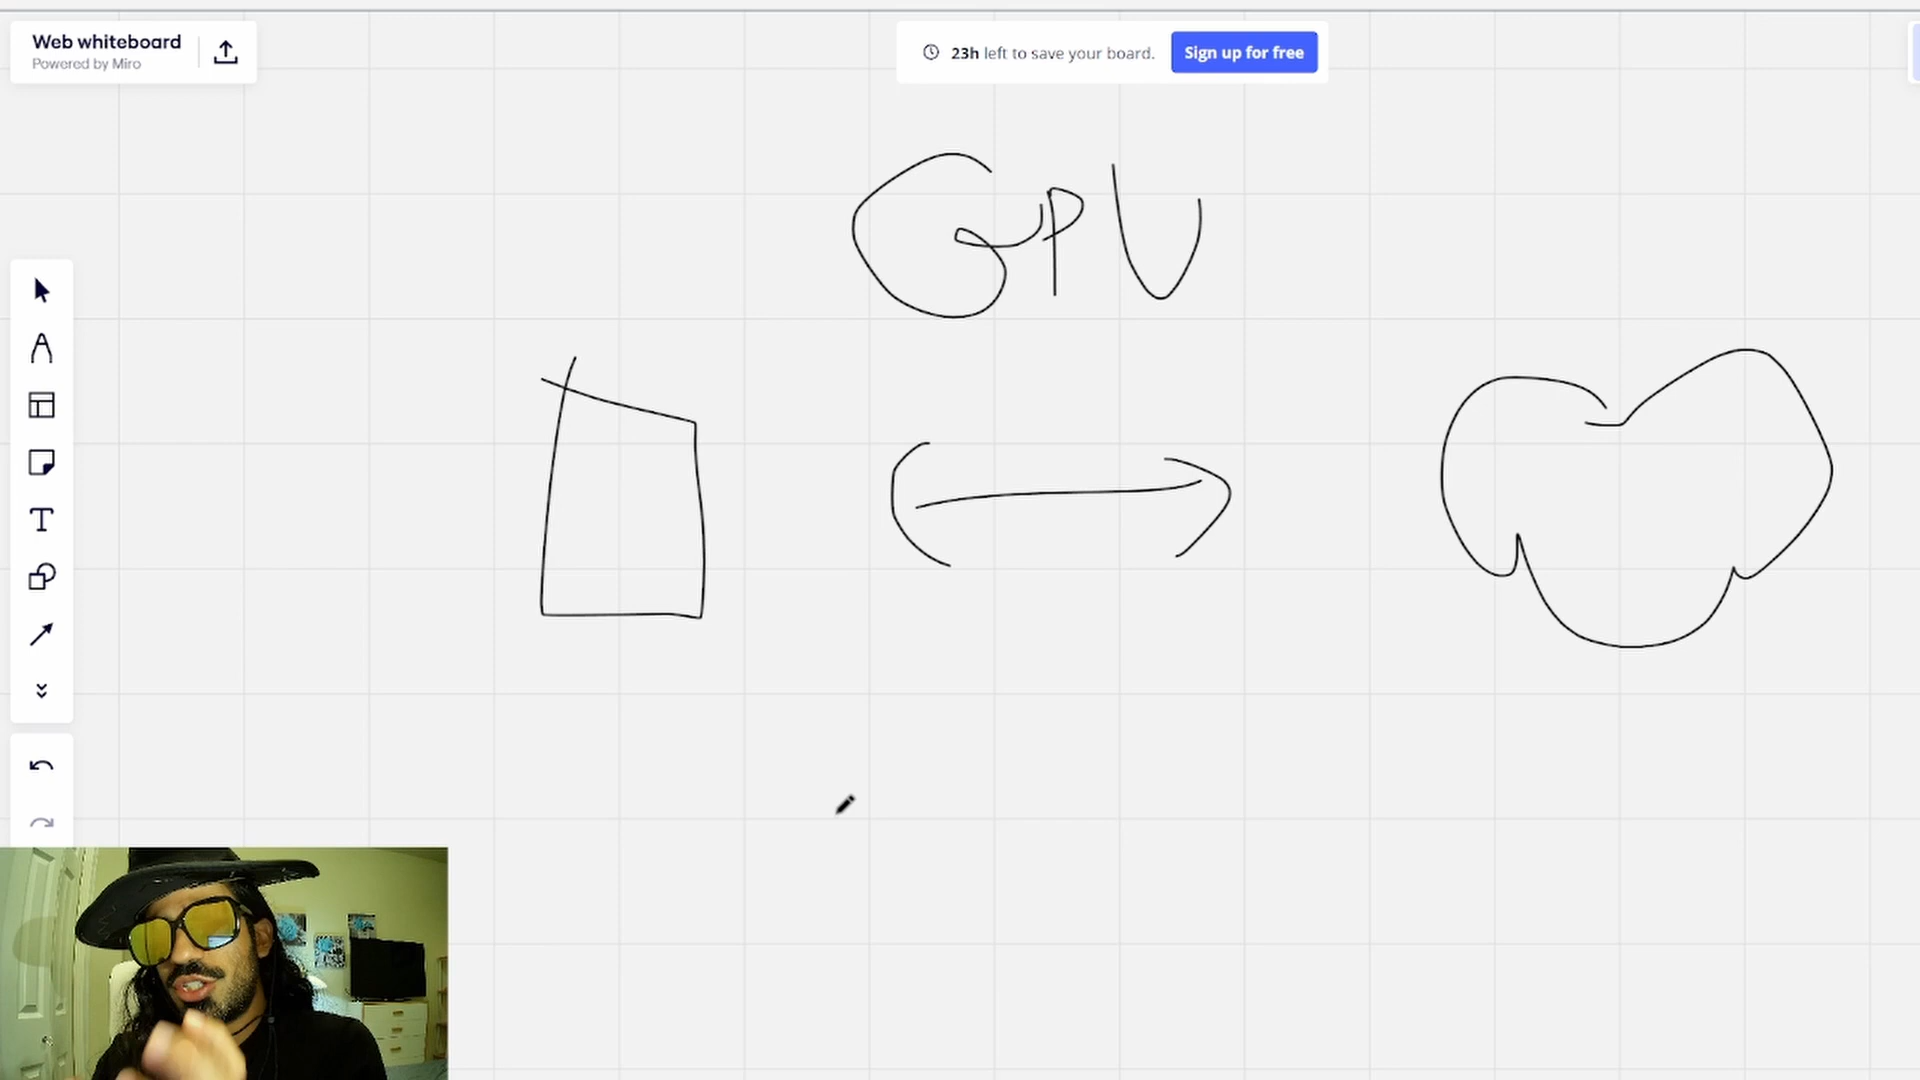 Web whiteboard
Powered by Miro
23h left to save your board.
Sign up for free
GPU
T